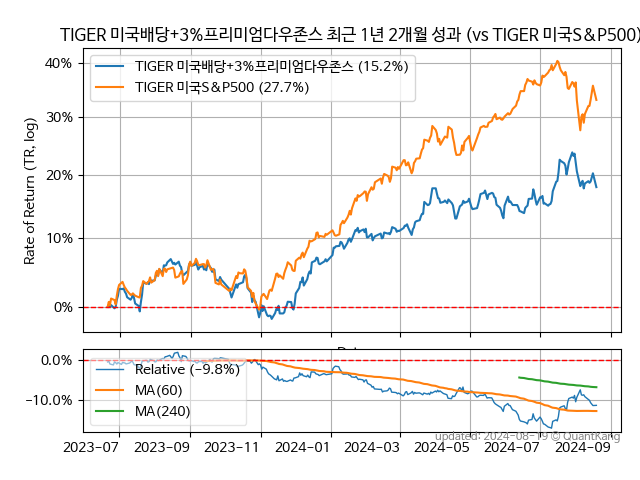 TIGER 미국배당+3%프리미엄다우존스 최근 1년 2개월 성과 (vs TIGER 미국S&P500)
TIGER 미국배당+3%프리미엄다우존스 (15.2%)
TIGER 미국S&P500 (27.7%)
Rate of Return (TR, log)
40%
30%
20%
10%
0%
0.0%
−10.0%
Relative (−9.8%)
MA(60)
MA(240)
updated: 2024-08-19 © QuantKang
2023−07 2023−09 2023−11 2024−01 2024−03 2024−05 2024−07 2024−09